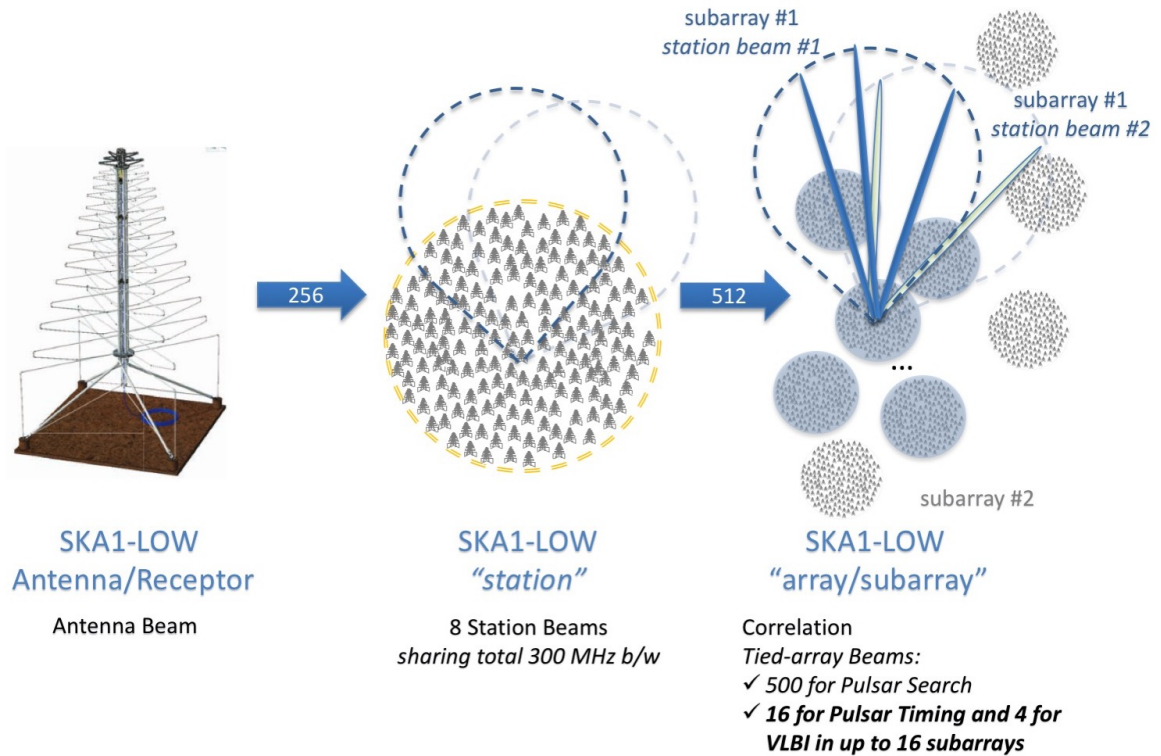 subarray #1
station beam #1
subarray #1
station beam #2
256
512
...
subarray #2
SKA1-LOW
Antenna/Receptor
Antenna Beam
SKA1-LOW
“station”
8 Station Beams
sharing total 300 MHz b/w
SKA1-LOW
“array/subarray”
Correlation
Tied-array Beams:
✓ 500 for Pulsar Search
✓ 16 for Pulsar Timing and 4 for
VLBI in up to 16 subarrays